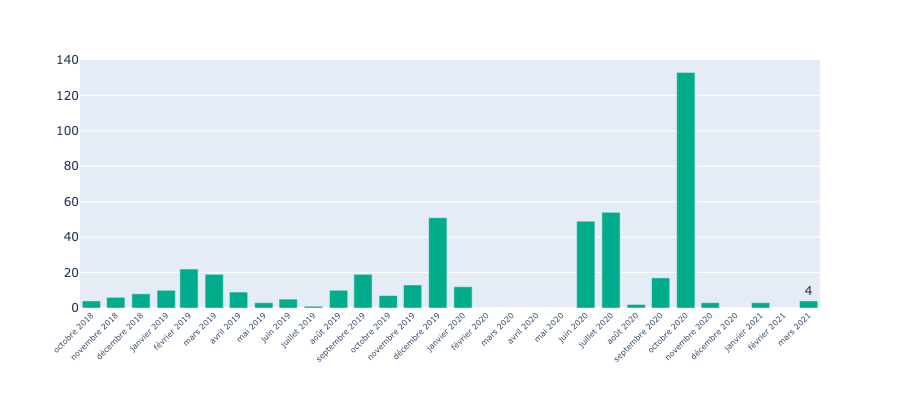 140
120
100
80
60
40
20
0
4
octobre 2018
novembre 2018
décembre 2018
janvier 2019
février 2019
mars 2019
avril 2019
mai 2019
juin 2019
juillet 2019
août 2019
septembre 2019
octobre 2019
novembre 2019
décembre 2019
janvier 2020
février 2020
mars 2020
avril 2020
mai 2020
juin 2020
juillet 2020
août 2020
septembre 2020
octobre 2020
novembre 2020
décembre 2020
janvier 2021
février 2021
mars 2021